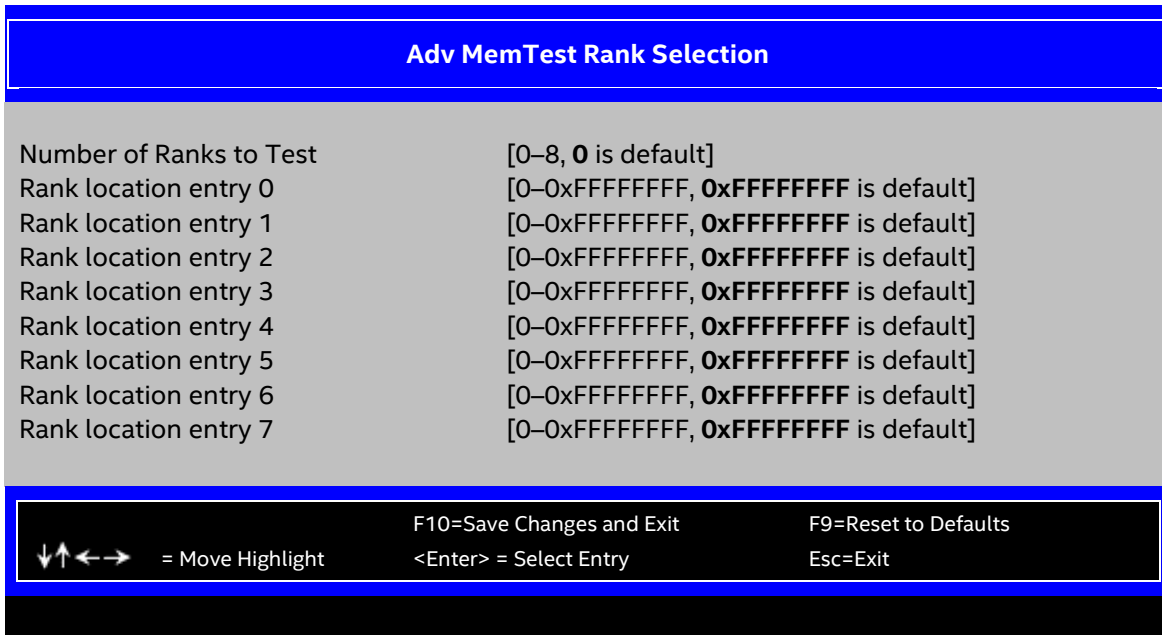 Adv MemTest Rank Selection
Number of Ranks to Test [0–8, 0 is default]
Rank location entry 0 [0–0xFFFFFFFF, 0xFFFFFFFF is default]
Rank location entry 1 [0–0xFFFFFFFF, 0xFFFFFFFF is default]
Rank location entry 2 [0–0xFFFFFFFF, 0xFFFFFFFF is default]
Rank location entry 3 [0–0xFFFFFFFF, 0xFFFFFFFF is default]
Rank location entry 4 [0–0xFFFFFFFF, 0xFFFFFFFF is default]
Rank location entry 5 [0–0xFFFFFFFF, 0xFFFFFFFF is default]
Rank location entry 6 [0–0xFFFFFFFF, 0xFFFFFFFF is default]
Rank location entry 7 [0–0xFFFFFFFF, 0xFFFFFFFF is default]
F10=Save Changes and Exit F9=Reset to Defaults
↓↑←→ = Move Highlight <Enter> = Select Entry Esc=Exit